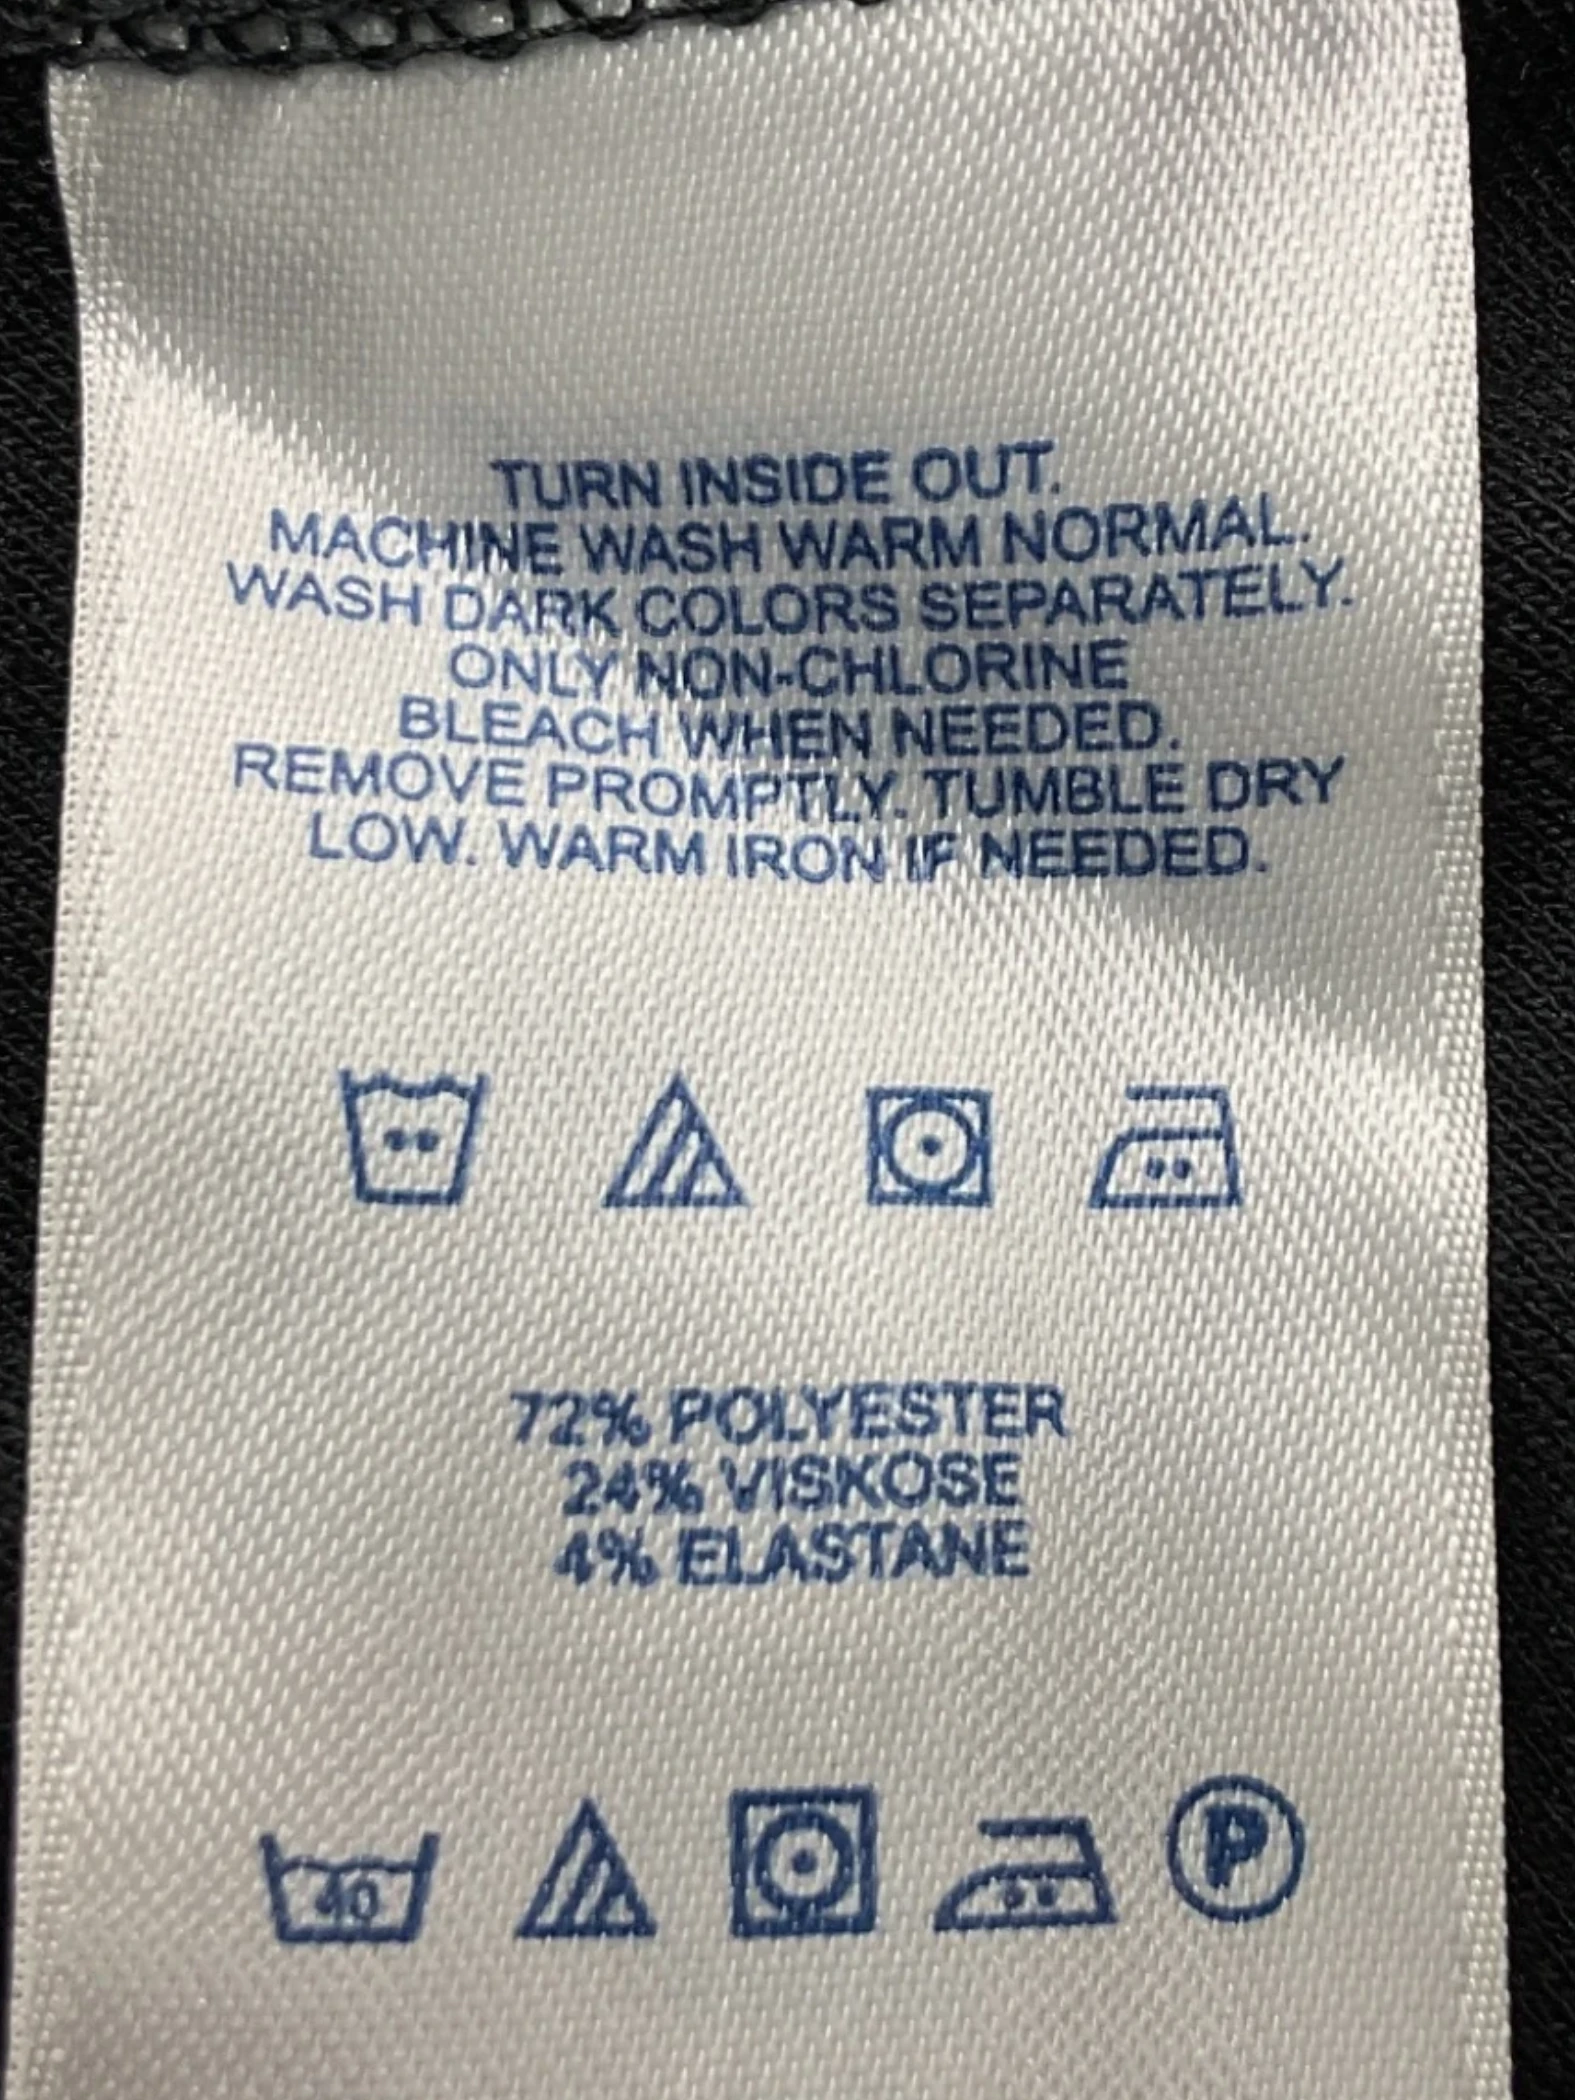 TURN INSIDE OUT.
MACHINE WASH WARM NORMAL.
WASH DARK COLORS SEPARATELY.
ONLY NON-CHLORINE
BLEACH WHEN NEEDED.
REMOVE PROMPTLY. TUMBLE DRY
LOW. WARM IRON IF NEEDED.
72% POLYESTER
24% VISKOSE
4% ELASTANE
40 P